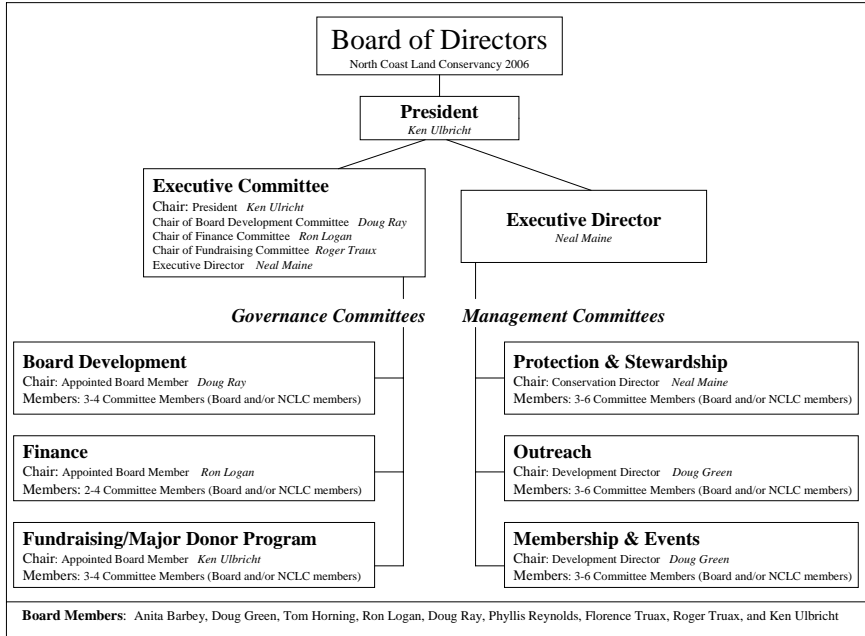 Board of Directors
North Coast Land Conservancy 2006
President
Ken Ulbricht
Executive Committee
Chair: President Ken Ulricht
Chair of Board Development Committee Doug Ray
Chair of Finance Committee Ron Logan
Chair of Fundraising Committee Roger Traux
Executive Director Neal Maine
Executive Director
Neal Maine
Governance Committees
Management Committees
Board Development
Chair: Appointed Board Member Doug Ray
Members: 3-4 Committee Members (Board and/or NCLC members)
Finance
Chair: Appointed Board Member Ron Logan
Members: 2-4 Committee Members (Board and/or NCLC members)
Fundraising/Major Donor Program
Chair: Appointed Board Member Ken Ulbricht
Members: 3-4 Committee Members (Board and/or NCLC members)
Protection & Stewardship
Chair: Conservation Director Neal Maine
Members: 3-6 Committee Members (Board and/or NCLC members)
Outreach
Chair: Development Director Doug Green
Members: 3-6 Committee Members (Board and/or NCLC members)
Membership & Events
Chair: Development Director Doug Green
Members: 3-6 Committee Members (Board and/or NCLC members)
Board Members: Anita Barbey, Doug Green, Tom Horning, Ron Logan, Doug Ray, Phyllis Reynolds, Florence Truax, Roger Truax, and Ken Ulbricht